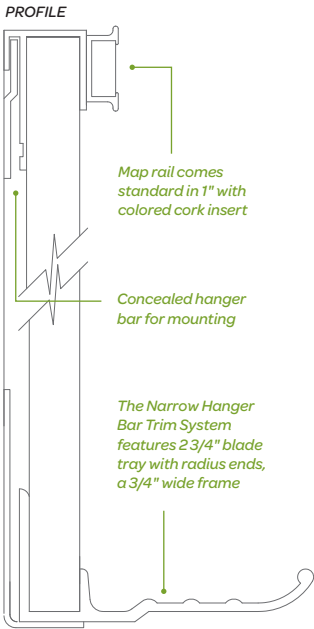 PROFILE
Map rail comes
standard in 1" with
colored cork insert
Concealed hanger
bar for mounting
The Narrow Hanger
Bar Trim System
features 2 3/4" blade
tray with radius ends,
a 3/4" wide frame